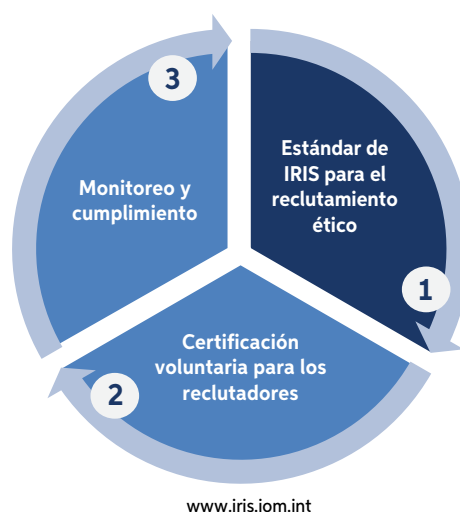 1
Estándar de
IRIS para el
reclutamiento
ético
2
Certificación
voluntaria para los
reclutadores
3
Monitoreo y
cumplimiento
www.iris.iom.int